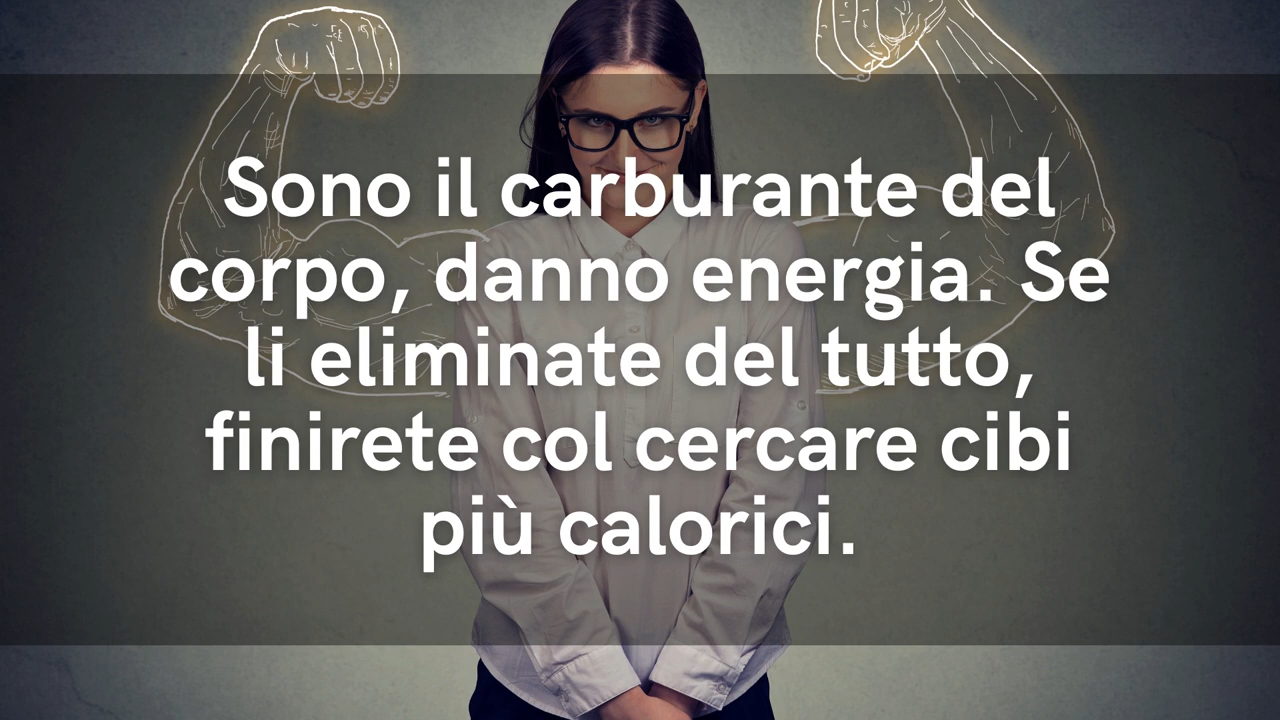 Sono il carburante del
corpo, danno energia. Se
li eliminate del tutto,
finirete col cercare cibi
più calorici.